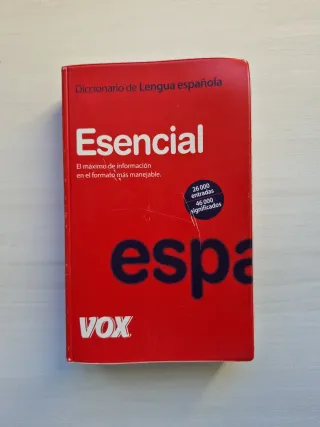 Diccionario de Lengua española
Esencial
El máximo de información
en el formato más manejable.
26 000
entradas
46 000
significados
espa
VOX